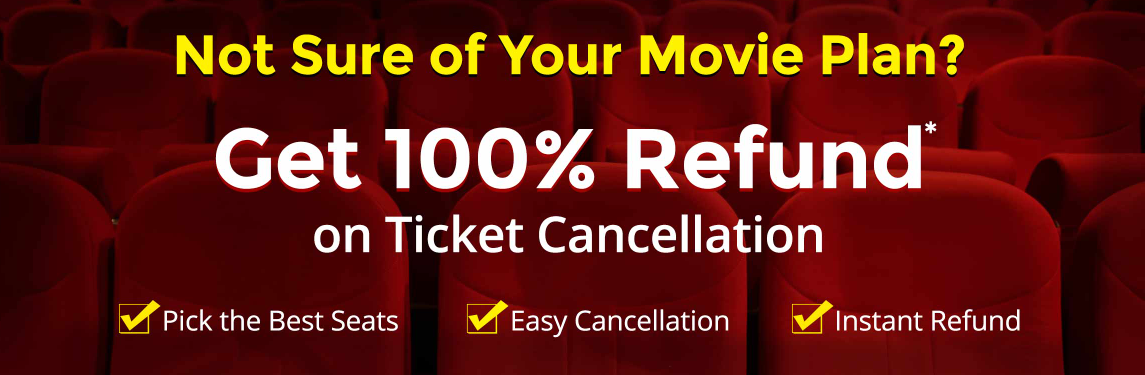 Not Sure of Your Movie Plan?
Get 100% Refund*
on Ticket Cancellation
Pick the Best Seats
Easy Cancellation
Instant Refund